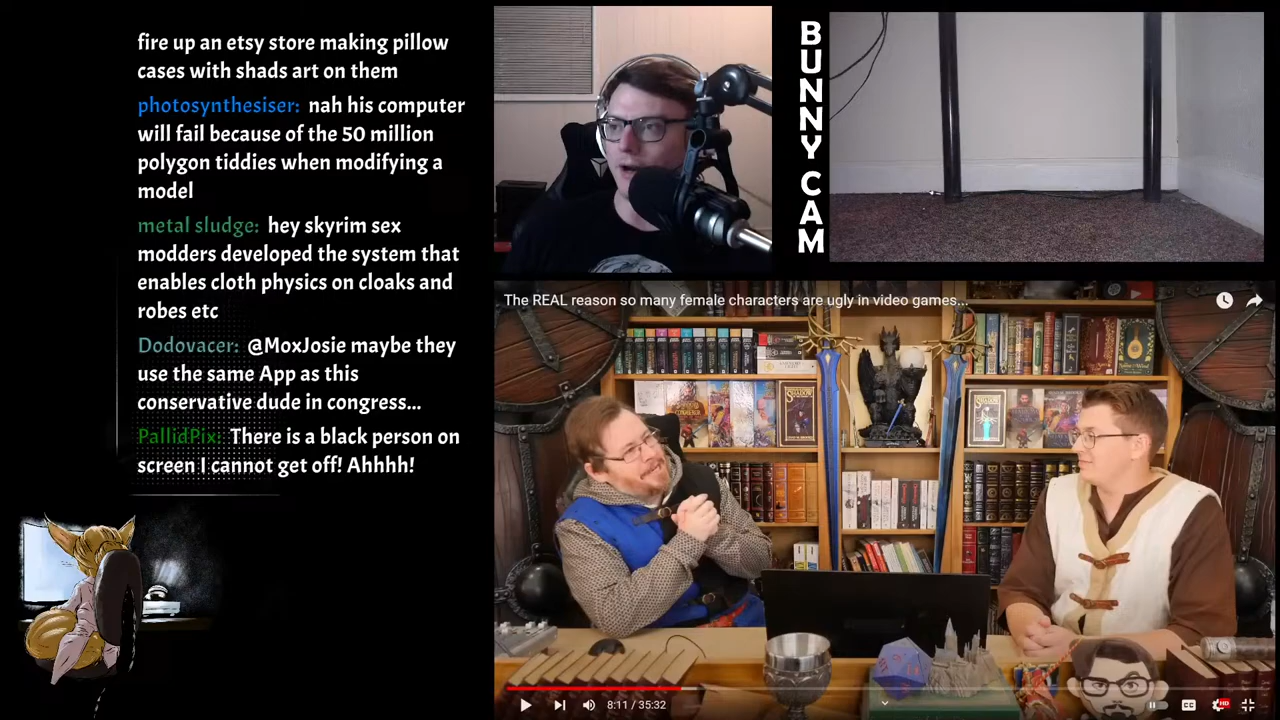 fire up an etsy store making pillow
cases with shads art on them
photosynthesiser: nah his computer
will fail because of the 50 million
polygon tiddies when modifying a
model
metal sludge: hey skyrim sex
modders developed the system that
enables cloth physics on cloaks and
robes etc
Dodovacer: @MoxJosie maybe they
use the same App as this
conservative dude in congress...
PallidPix: There is a black person on
screen I cannot get off! Ahhhh!
BUNNY CAM
The REAL reason so many female characters are ugly in video games...
SHADOW
8:11 / 35:32
CC
HD